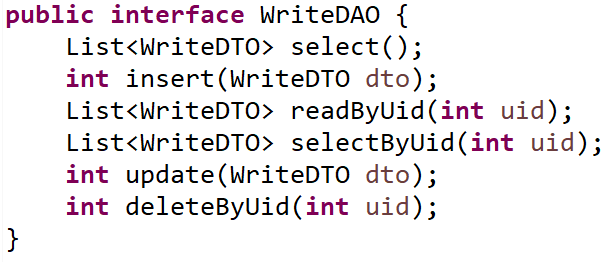 public interface WriteDAO {
    List<WriteDTO> select();
    int insert(WriteDTO dto);
    List<WriteDTO> readByUid(int uid);
    List<WriteDTO> selectByUid(int uid);
    int update(WriteDTO dto);
    int deleteByUid(int uid);
}